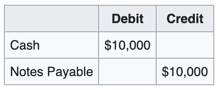 Debit Credit
Cash $10,000
Notes Payable $10,000